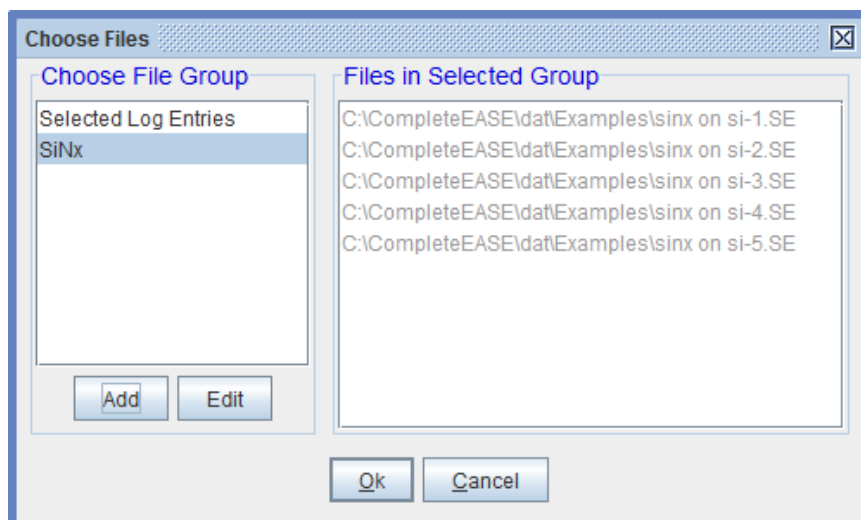 Choose Files
Choose File Group
Selected Log Entries
SiNx
Add
Edit
Files in Selected Group
C:\CompleteEASE\dat\Examples\sinx on si-1.SE
C:\CompleteEASE\dat\Examples\sinx on si-2.SE
C:\CompleteEASE\dat\Examples\sinx on si-3.SE
C:\CompleteEASE\dat\Examples\sinx on si-4.SE
C:\CompleteEASE\dat\Examples\sinx on si-5.SE
Ok
Cancel